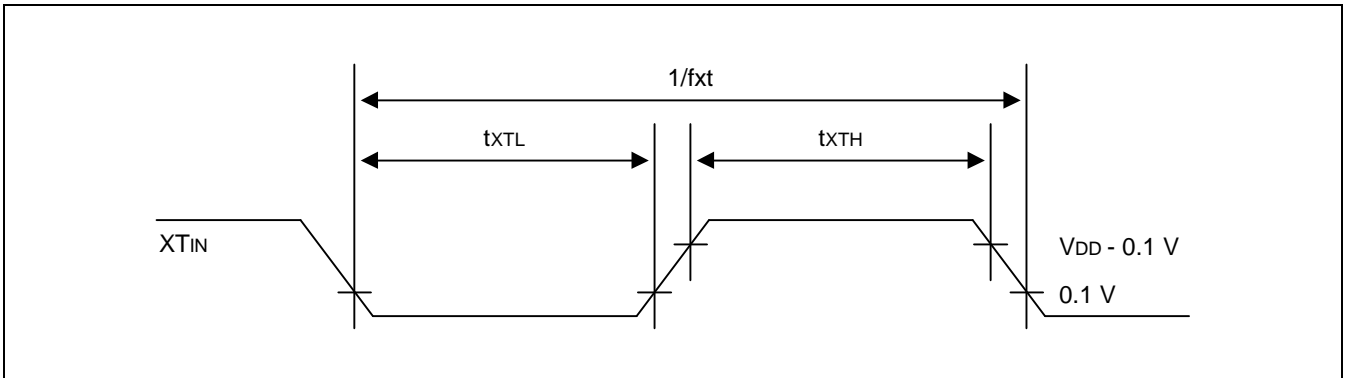 1/fxt
tXTL
tXTH
XTIN
VDD - 0.1 V
0.1 V